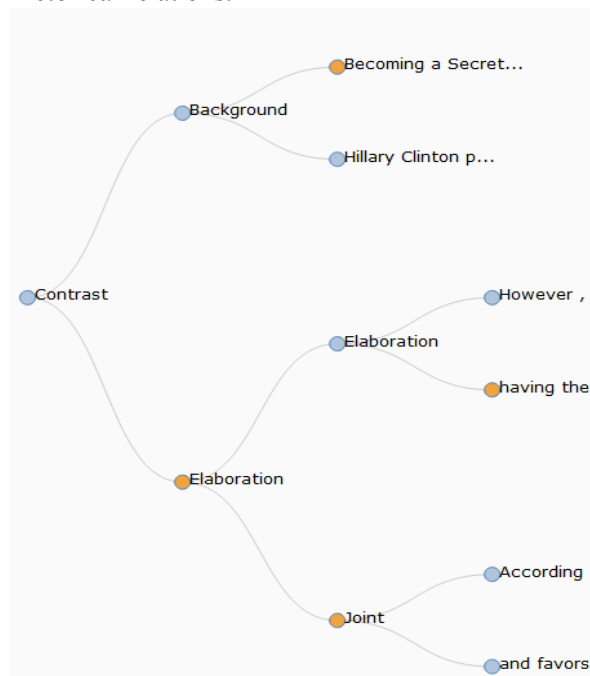 Becoming a Secret...
Background
Hillary Clinton p...
Contrast
However ,
Elaboration
having the
Elaboration
According
Joint
and favors